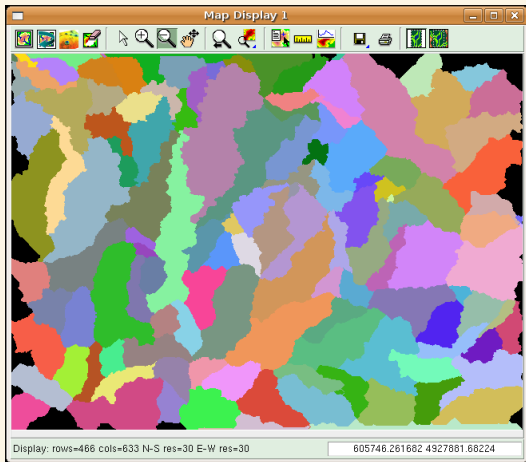 Map Display 1
Display: rows=466 cols=633 N-S res=30 E-W res=30
605746.261682 4927881.68224